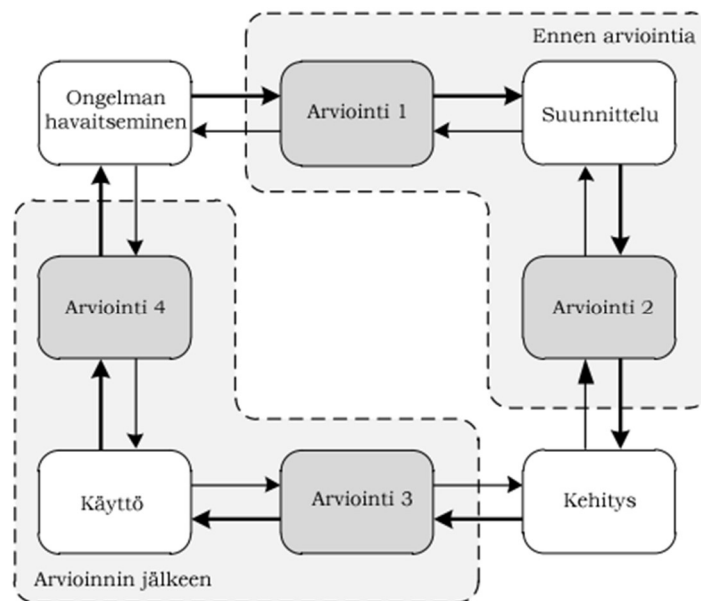 Ennen arviointia
Ongelman
havaitseminen
Arviointi 1
Suunnittelu
Arviointi 4
Arviointi 2
Käyttö
Arviointi 3
Kehitys
Arvioinnin jälkeen